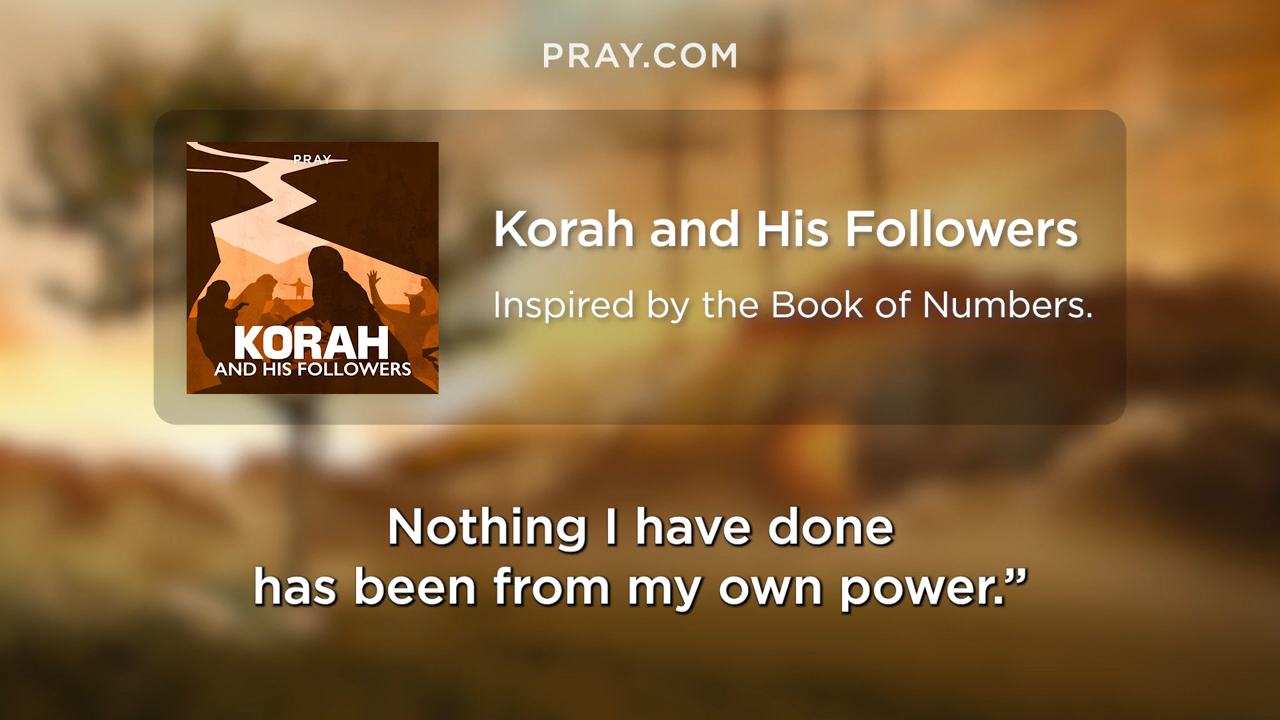 PRAY.COM
PRAY
KORAH
AND HIS FOLLOWERS
Korah and His Followers
Inspired by the Book of Numbers.
Nothing I have done
has been from my own power.”